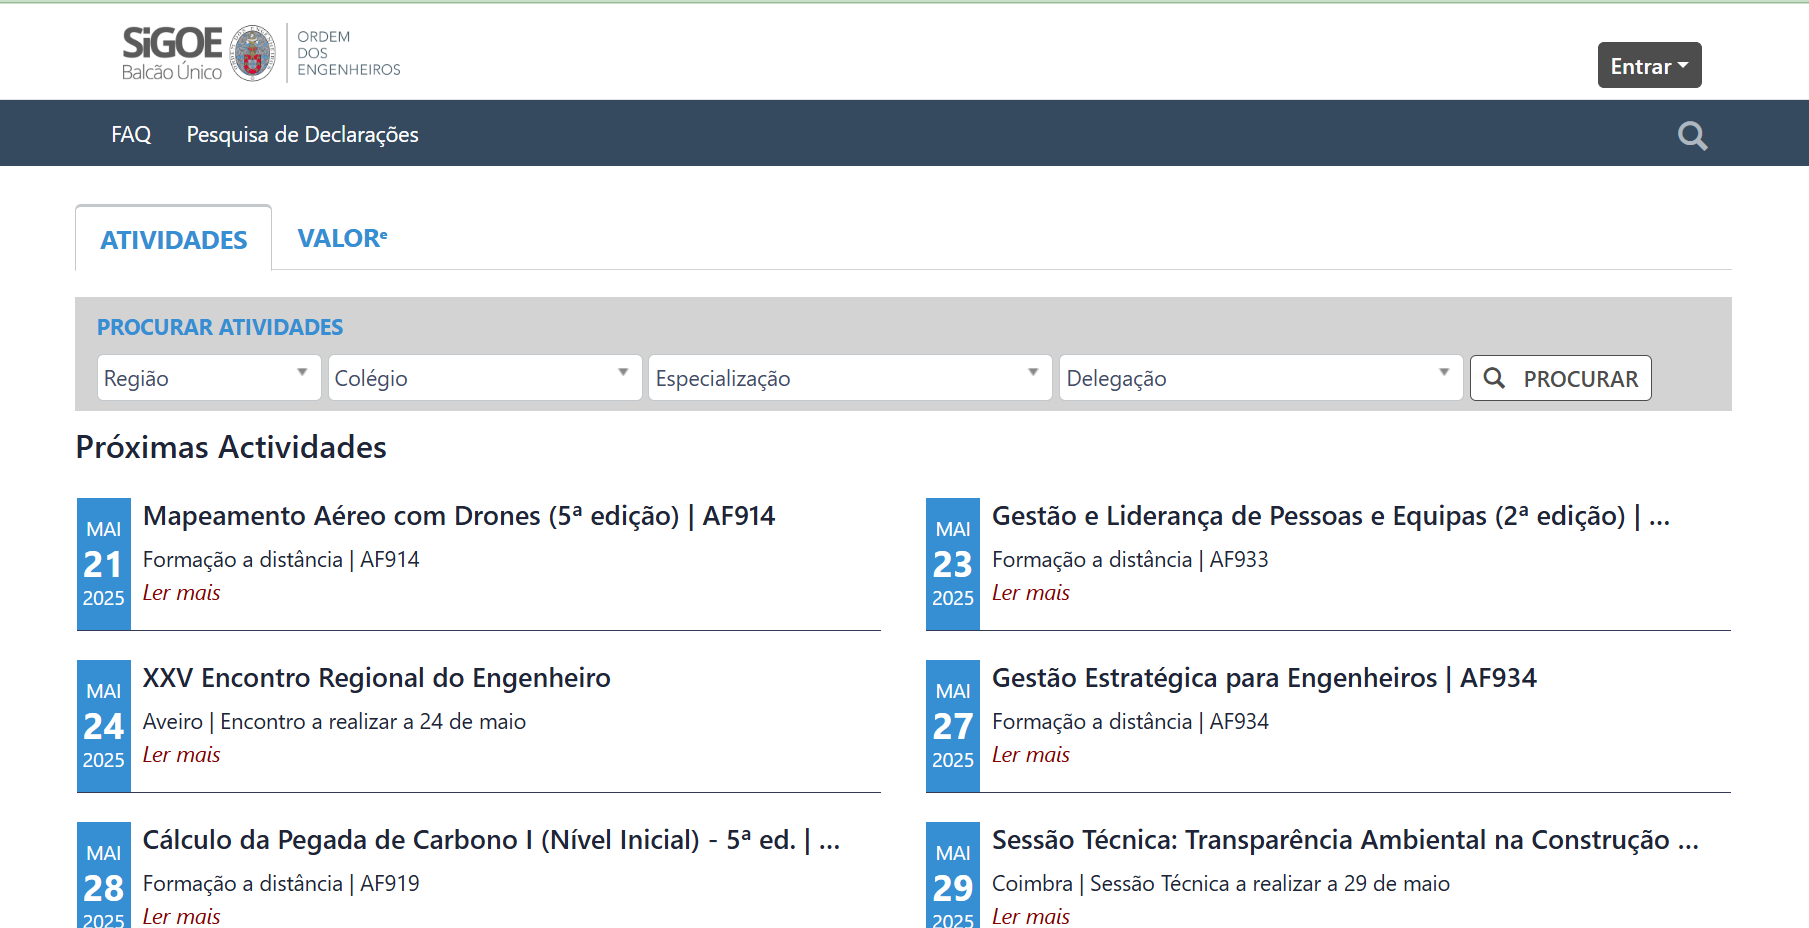 SiGOE
Balcão Único
ORDEM
DOS
ENGENHEIROS
Entrar
FAQ
Pesquisa de Declarações
ATIVIDADES
VALORᵉ
PROCURAR ATIVIDADES
Região
Colégio
Especialização
Delegação
PROCURAR
Próximas Actividades
MAI
21
2025
Mapeamento Aéreo com Drones (5ª edição) | AF914
Formação a distância | AF914
Ler mais
MAI
23
2025
Gestão e Liderança de Pessoas e Equipas (2ª edição) | ...
Formação a distância | AF933
Ler mais
MAI
24
2025
XXV Encontro Regional do Engenheiro
Aveiro | Encontro a realizar a 24 de maio
Ler mais
MAI
27
2025
Gestão Estratégica para Engenheiros | AF934
Formação a distância | AF934
Ler mais
MAI
28
2025
Cálculo da Pegada de Carbono I (Nível Inicial) - 5ª ed. | ...
Formação a distância | AF919
Ler mais
MAI
29
2025
Sessão Técnica: Transparência Ambiental na Construção ...
Coimbra | Sessão Técnica a realizar a 29 de maio
Ler mais